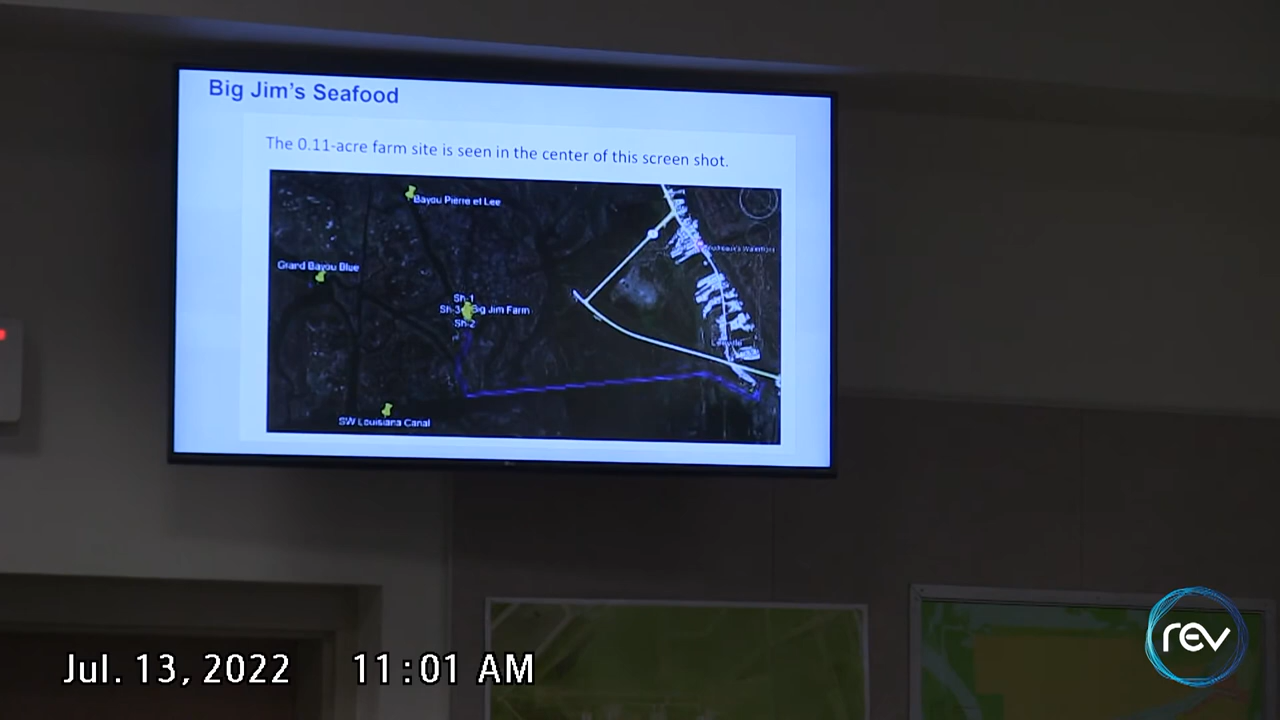 Big Jim's Seafood
The 0.11-acre farm site is seen in the center of this screen shot.
Bayou Pierre el Lee
Grand Bayou Blue
Sh-1
Sh-3 Big Jim Farm
Sh-2
SW Louisiana Canal
Jul. 13, 2022 11:01 AM
rev